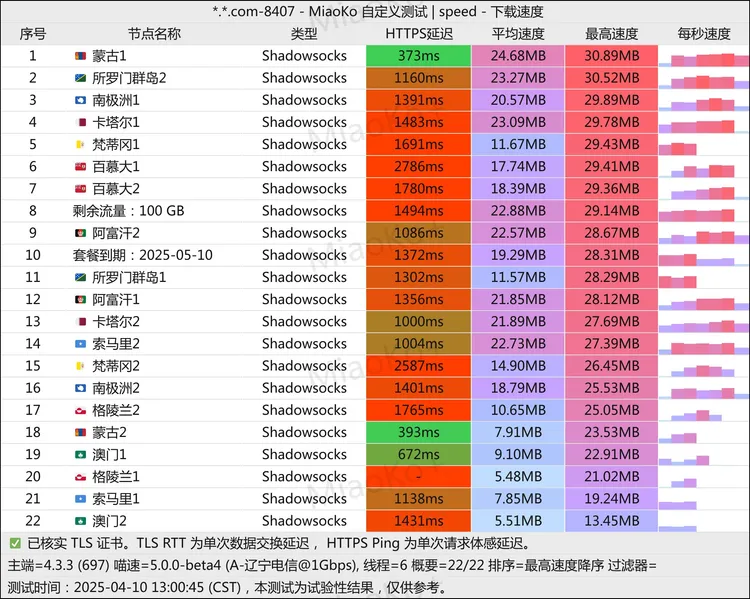 *.*.com-8407 - MiaoKo 自定义测试 | speed - 下载速度
序号 节点名称 类型 HTTPS延迟 平均速度 最高速度 每秒速度
1 蒙古1 Shadowsocks 373ms 24.68MB 30.89MB
2 所罗门群岛2 Shadowsocks 1160ms 23.27MB 30.52MB
3 南极洲1 Shadowsocks 1391ms 20.57MB 29.89MB
4 卡塔尔1 Shadowsocks 1483ms 23.09MB 29.78MB
5 梵蒂冈1 Shadowsocks 1691ms 11.67MB 29.43MB
6 百慕大1 Shadowsocks 2786ms 17.74MB 29.41MB
7 百慕大2 Shadowsocks 1780ms 18.39MB 29.36MB
8 剩余流量：100 GB Shadowsocks 1494ms 22.88MB 29.14MB
9 阿富汗2 Shadowsocks 1086ms 22.57MB 28.67MB
10 套餐到期：2025-05-10 Shadowsocks 1372ms 19.29MB 28.31MB
11 所罗门群岛1 Shadowsocks 1302ms 11.57MB 28.29MB
12 阿富汗1 Shadowsocks 1356ms 21.85MB 28.12MB
13 卡塔尔2 Shadowsocks 1000ms 21.89MB 27.69MB
14 索马里2 Shadowsocks 1004ms 22.73MB 27.39MB
15 梵蒂冈2 Shadowsocks 2587ms 14.90MB 26.45MB
16 南极洲2 Shadowsocks 1401ms 18.79MB 25.53MB
17 格陵兰2 Shadowsocks 1765ms 10.65MB 25.05MB
18 蒙古2 Shadowsocks 393ms 7.91MB 23.53MB
19 澳门1 Shadowsocks 672ms 9.10MB 22.91MB
20 格陵兰1 Shadowsocks - 5.48MB 21.02MB
21 索马里1 Shadowsocks 1138ms 7.85MB 19.24MB
22 澳门2 Shadowsocks 1431ms 5.51MB 13.45MB
✅ 已核实 TLS 证书。TLS RTT 为单次数据交换延迟， HTTPS Ping 为单次请求体感延迟。
主端=4.3.3 (697) 喵速=5.0.0-beta4 (A-辽宁电信@1Gbps), 线程=6 概要=22/22 排序=最高速度降序 过滤器=
测试时间：2025-04-10 13:00:45 (CST)，本测试为试验性结果，仅供参考。